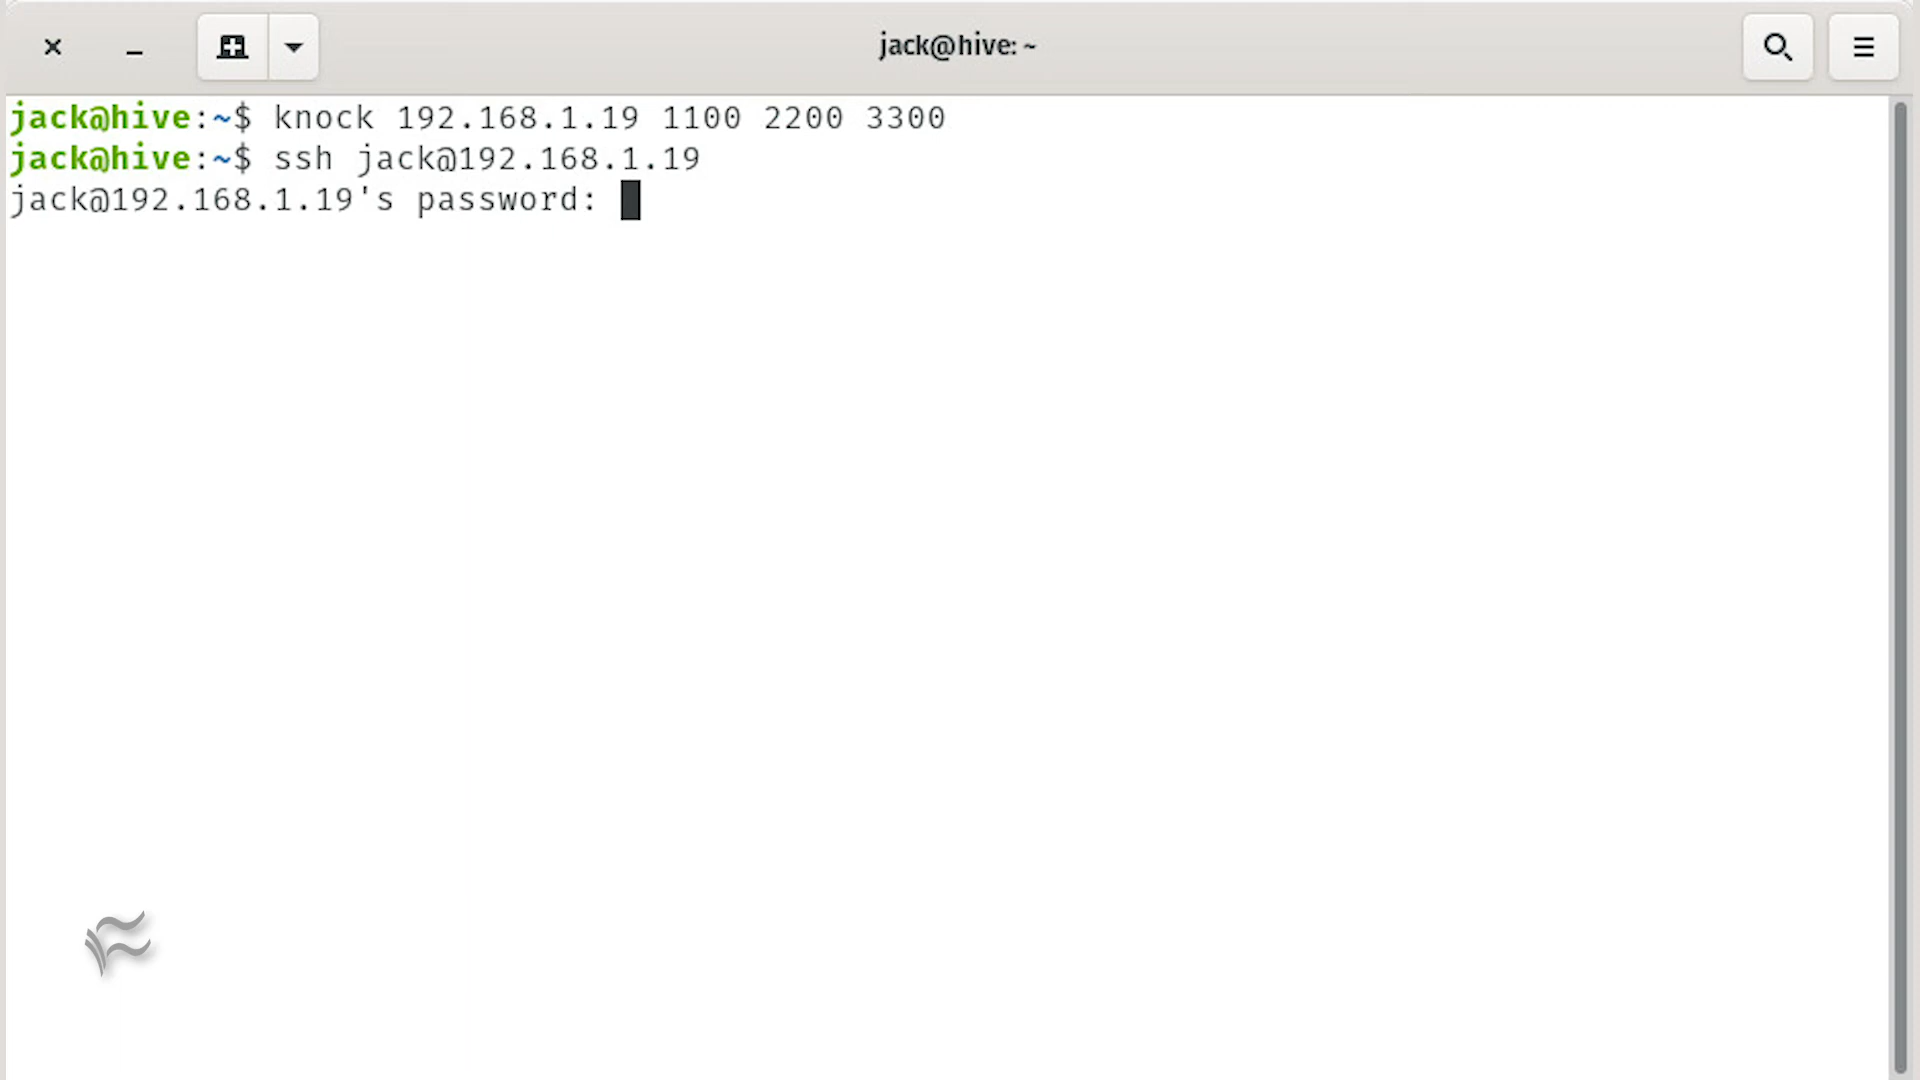 jack@hive: ~
jack@hive:~$ knock 192.168.1.19 1100 2200 3300
jack@hive:~$ ssh jack@192.168.1.19
jack@192.168.1.19's password: